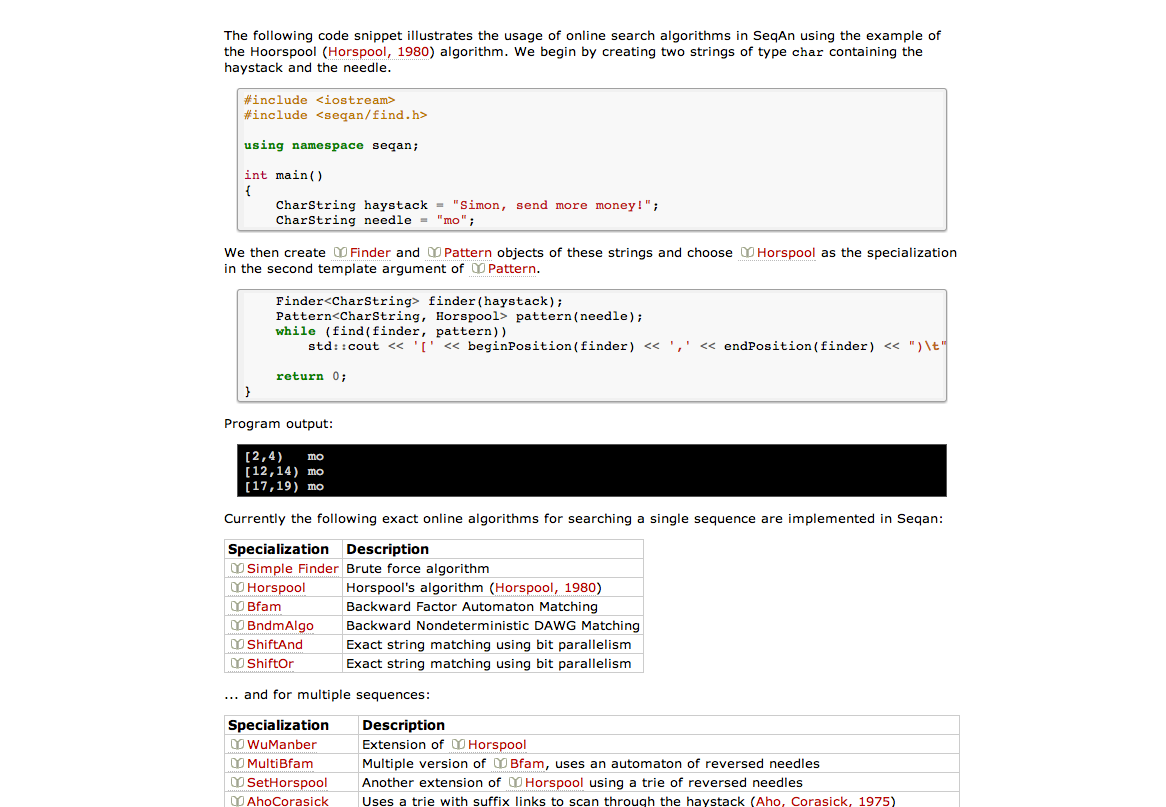 The following code snippet illustrates the usage of online search algorithms in SeqAn using the example of
the Hoorspool (Horspool, 1980) algorithm. We begin by creating two strings of type char containing the
haystack and the needle.
#include <iostream>
#include <seqan/find.h>
using namespace seqan;
int main()
{
    CharString haystack = "Simon, send more money!";
    CharString needle = "mo";
We then create Finder and Pattern objects of these strings and choose Horspool as the specialization
in the second template argument of Pattern.
    Finder<CharString> finder(haystack);
    Pattern<CharString, Horspool> pattern(needle);
    while (find(finder, pattern))
        std::cout << '[' << beginPosition(finder) << ',' << endPosition(finder) << ")\t"
    return 0;
}
Program output:
[2,4)   mo
[12,14) mo
[17,19) mo
Currently the following exact online algorithms for searching a single sequence are implemented in Seqan:
Specialization Description
Simple Finder Brute force algorithm
Horspool Horspool's algorithm (Horspool, 1980)
Bfam Backward Factor Automaton Matching
BndmAlgo Backward Nondeterministic DAWG Matching
ShiftAnd Exact string matching using bit parallelism
ShiftOr Exact string matching using bit parallelism
... and for multiple sequences:
Specialization Description
WuManber Extension of Horspool
MultiBfam Multiple version of Bfam, uses an automaton of reversed needles
SetHorspool Another extension of Horspool using a trie of reversed needles
AhoCorasick Uses a trie with suffix links to scan through the haystack (Aho, Corasick, 1975)